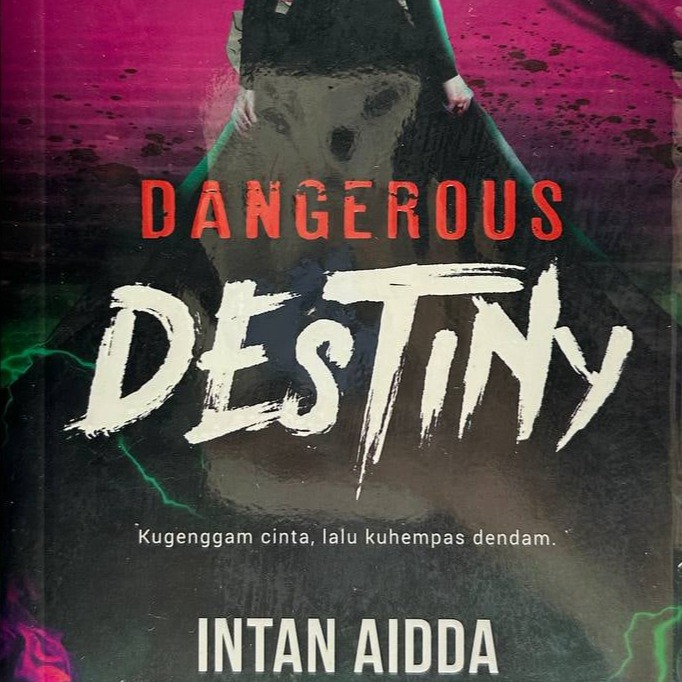 DANGEROUS
DESTINY
Kugenggam cinta, lalu kuhempas dendam.
INTAN AIDDA